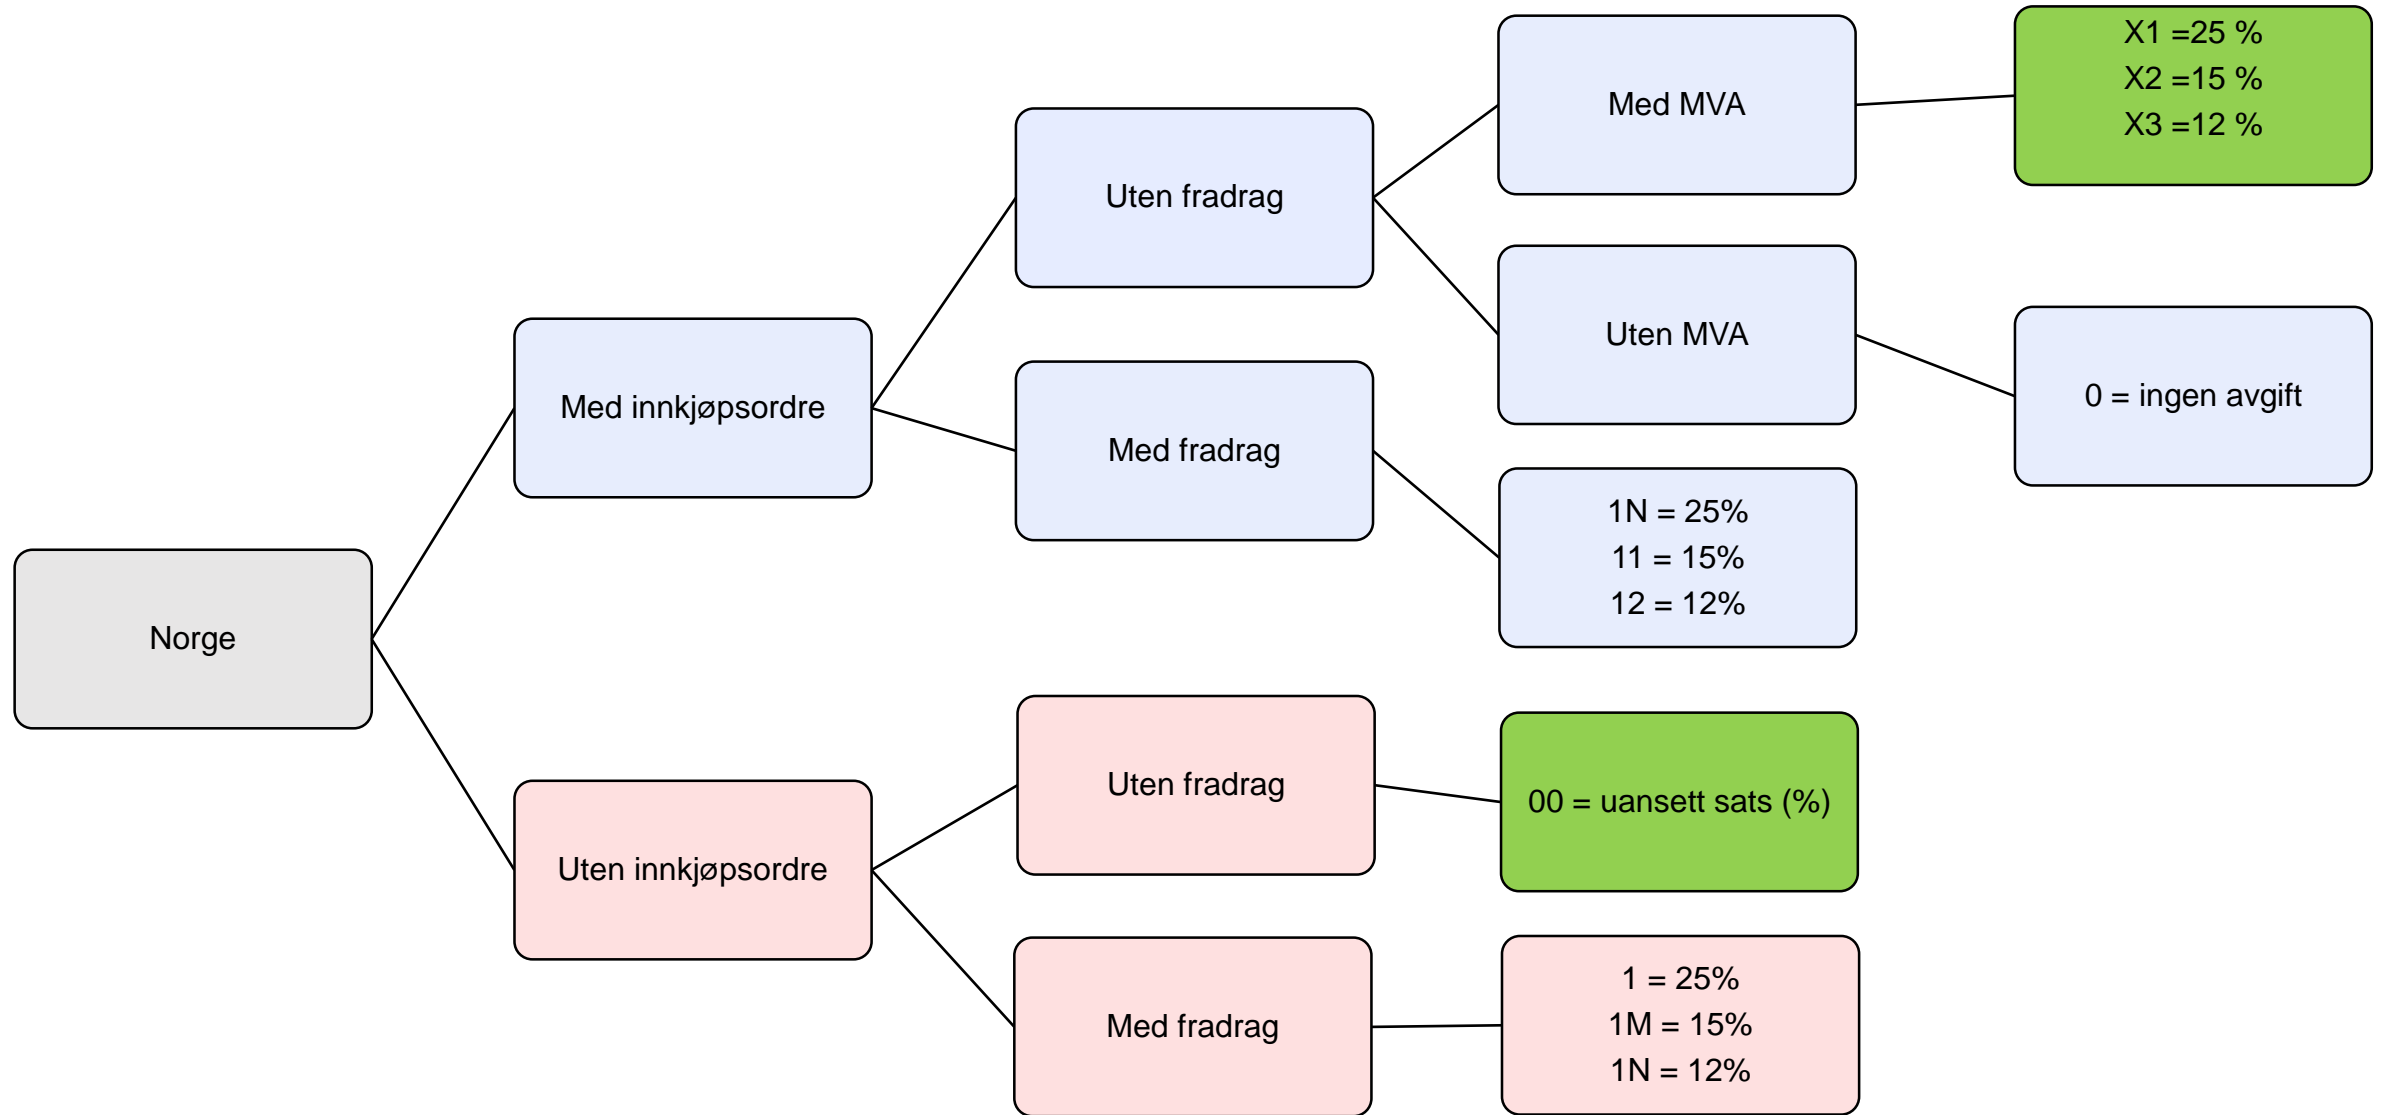 X1 =25 %
X2 =15 %
X3 =12 %
Med MVA
Uten fradrag
Uten MVA
0 = ingen avgift
Med innkjøpsordre
Med fradrag
1N = 25%
11 = 15%
12 = 12%
Norge
Uten fradrag
00 = uansett sats (%)
Uten innkjøpsordre
Med fradrag
1 = 25%
1M = 15%
1N = 12%